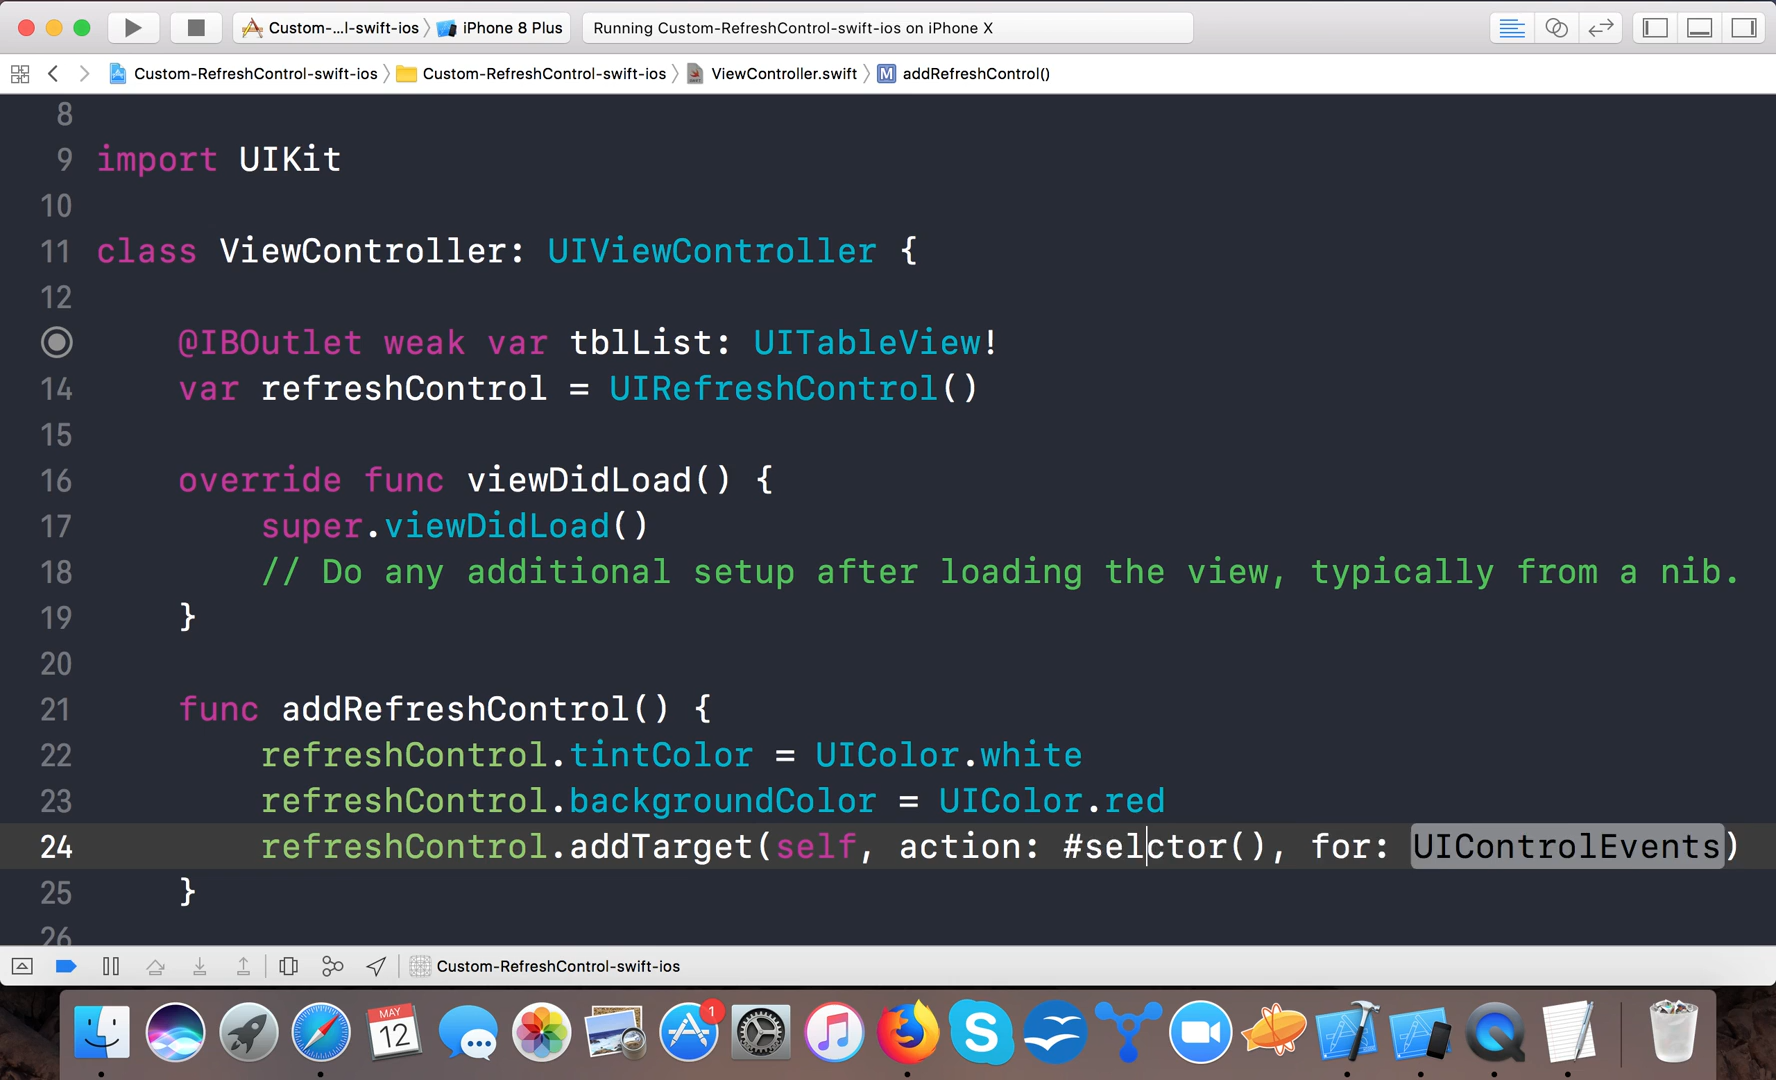 Custom-...l-swift-ios
iPhone 8 Plus
Running Custom-RefreshControl-swift-ios on iPhone X
Custom-RefreshControl-swift-ios
Custom-RefreshControl-swift-ios
ViewController.swift
M addRefreshControl()
8
9 import UIKit
10
11 class ViewController: UIViewController {
12
@IBOutlet weak var tblList: UITableView!
14 var refreshControl = UIRefreshControl()
15
16 override func viewDidLoad() {
17 super.viewDidLoad()
18 // Do any additional setup after loading the view, typically from a nib.
19 }
20
21 func addRefreshControl() {
22 refreshControl.tintColor = UIColor.white
23 refreshControl.backgroundColor = UIColor.red
24 refreshControl.addTarget(self, action: #selctor(), for: UIControlEvents)
25 }
26
Custom-RefreshControl-swift-ios
MAY
12
1
S